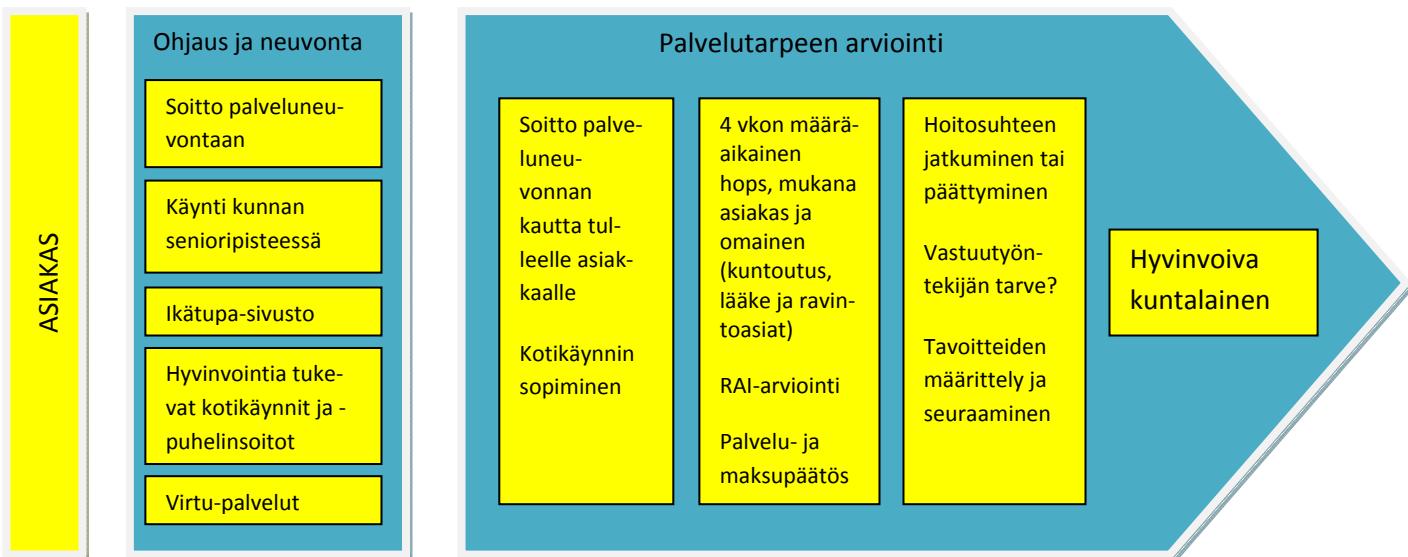 ASIAKAS
Ohjaus ja neuvonta
Soitto palveluneu-
vontaan
Käynti kunnan
senioripisteessä
Ikätupa-sivusto
Hyvinvointia tuke-
vat kotikäynnit ja -
puhelinsoitot
Virtu-palvelut
Palvelutarpeen arviointi
Soitto palve-
luneu-
vonnan
kautta tul-
leelle asiak-
kaalle
Kotikäynnin
sopiminen
4 vkon määrä-
aikainen
hops, mukana
asiakas ja
omainen
(kuntoutus,
lääke ja ravin-
toasiat)
RAI-arviointi
Palvelu- ja
maksupäätös
Hoitosuhteen
jatkuminen tai
päättyminen
Vastuutyön-
tekijän tarve?
Tavoitteiden
määrittely ja
seuraaminen
Hyvinvoiva
kuntalainen